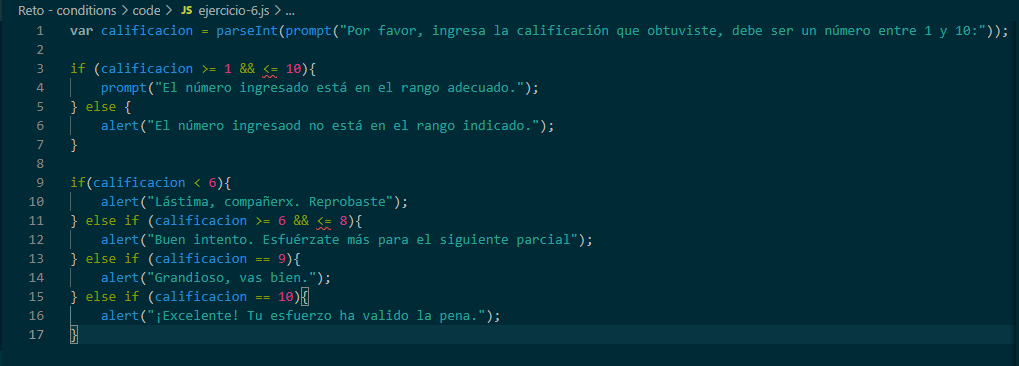 Reto - conditions > code > JS ejercicio-6.js > ...
1 var calificacion = parseInt(prompt("Por favor, ingresa la calificación que obtuviste, debe ser un número entre 1 y 10:"));
2
3 if (calificacion >= 1 && <= 10){
4     prompt("El número ingresado está en el rango adecuado.");
5 } else {
6     alert("El número ingresaod no está en el rango indicado.");
7 }
8
9 if(calificacion < 6){
10     alert("Lástima, compañerx. Reprobaste");
11 } else if (calificacion >= 6 && <= 8){
12     alert("Buen intento. Esfuérzate más para el siguiente parcial");
13 } else if (calificacion == 9){
14     alert("Grandioso, vas bien.");
15 } else if (calificacion == 10){
16     alert("¡Excelente! Tu esfuerzo ha valido la pena.");
17 }